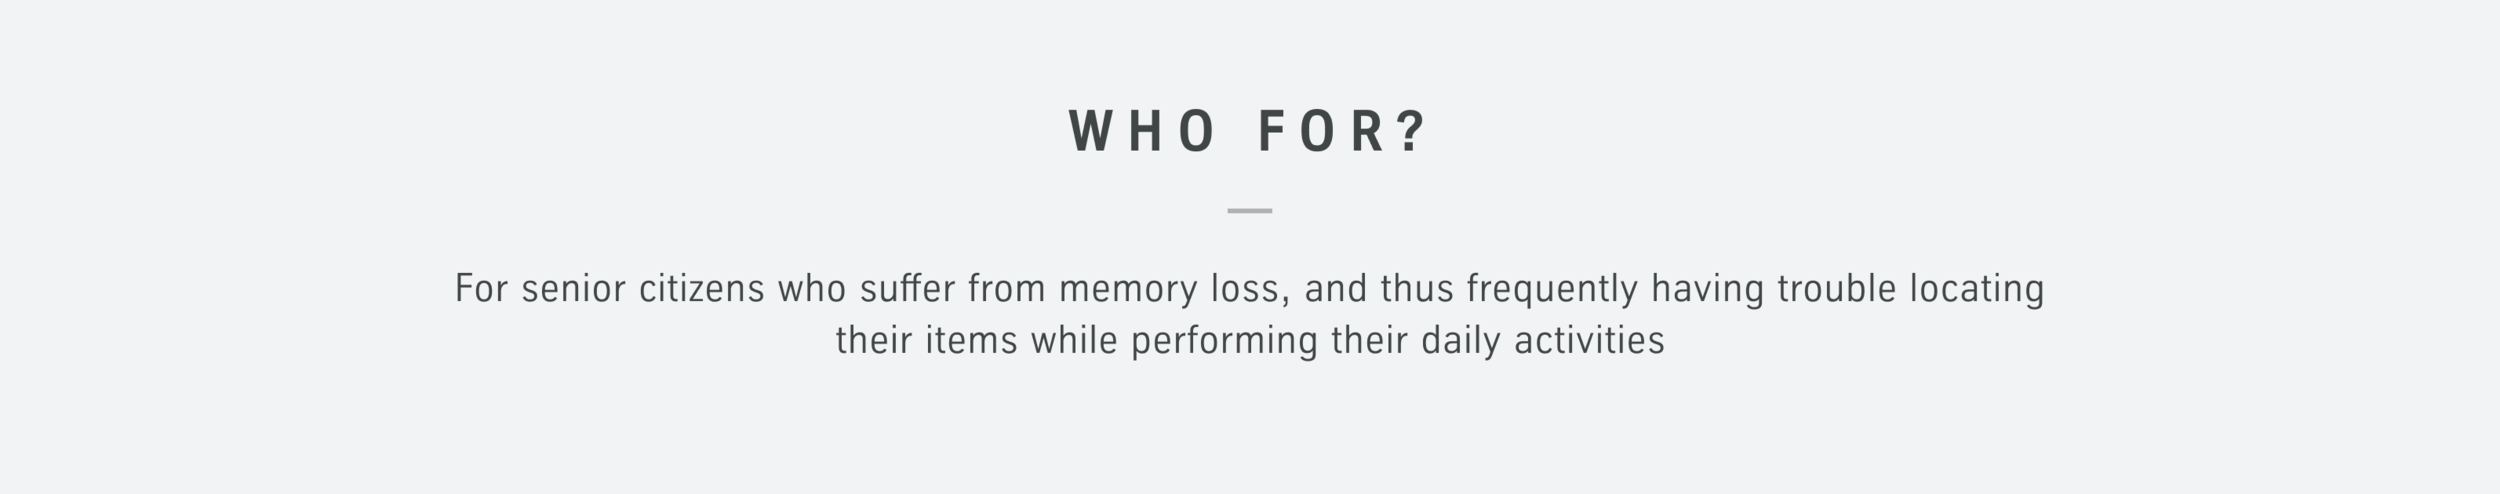 WHO FOR?
For senior citizens who suffer from memory loss, and thus frequently having trouble locating
their items while performing their daily activities